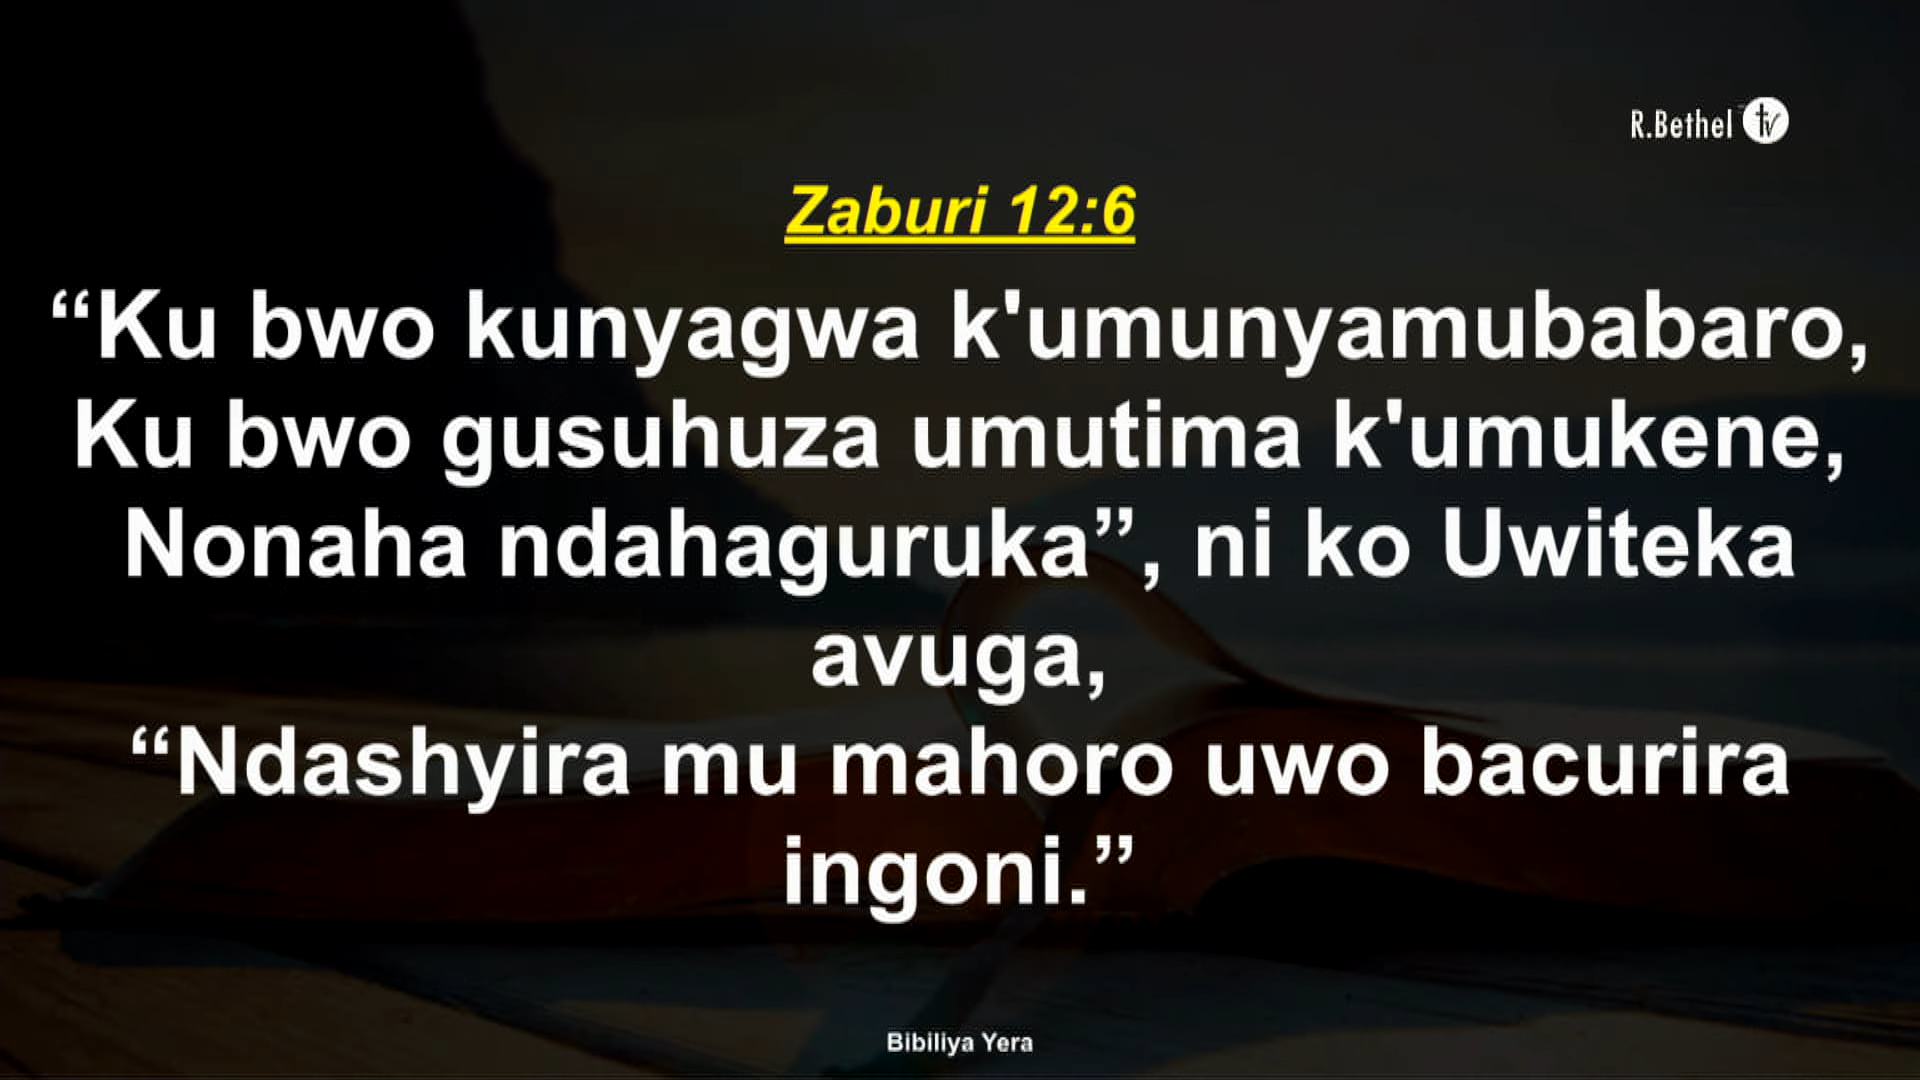 R.Bethel tv
Zaburi 12:6
“Ku bwo kunyagwa k'umunyamubabaro,
Ku bwo gusuhuza umutima k'umukene,
Nonaha ndahaguruka”, ni ko Uwiteka
avuga,
“Ndashyira mu mahoro uwo bacurira
ingoni.”
Bibiliya Yera